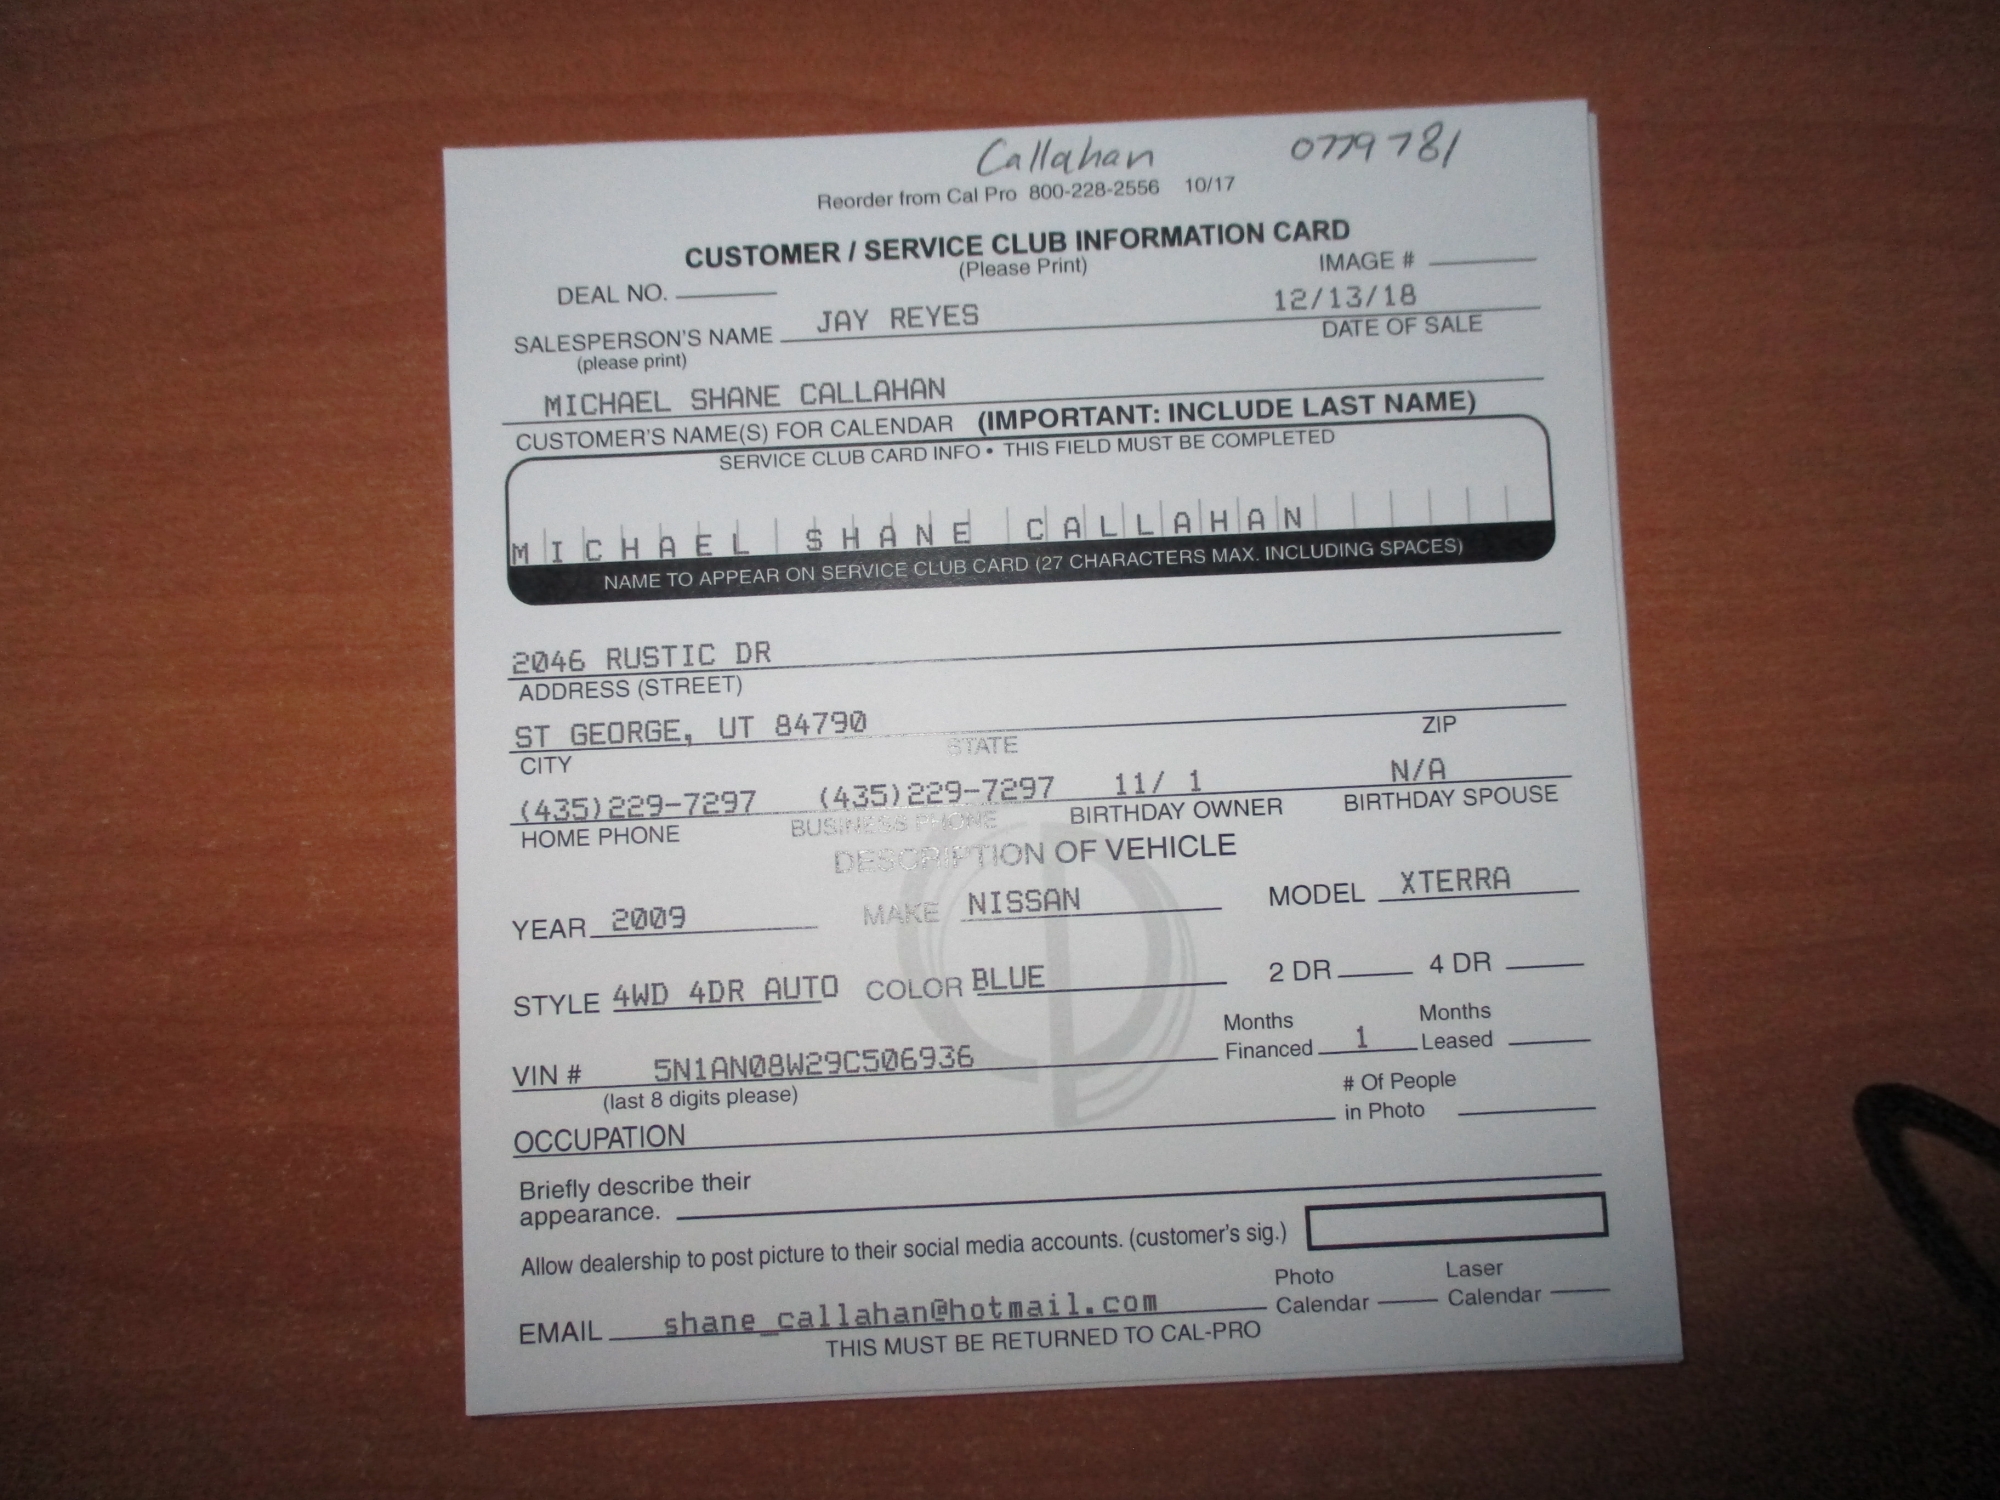 Callahan 0779781
Reorder from Cal Pro 800-228-2556 10/17
CUSTOMER / SERVICE CLUB INFORMATION CARD
(Please Print)
DEAL NO. IMAGE #
SALESPERSON'S NAME JAY REYES 12/13/18
(please print) DATE OF SALE
MICHAEL SHANE CALLAHAN
CUSTOMER'S NAME(S) FOR CALENDAR (IMPORTANT: INCLUDE LAST NAME)
SERVICE CLUB CARD INFO • THIS FIELD MUST BE COMPLETED
MICHAEL SHANE CALLAHAN
NAME TO APPEAR ON SERVICE CLUB CARD (27 CHARACTERS MAX. INCLUDING SPACES)
2046 RUSTIC DR
ADDRESS (STREET)
ST GEORGE, UT 84790
CITY STATE ZIP
(435)229-7297 (435)229-7297 11/ 1 N/A
HOME PHONE BUSINESS PHONE BIRTHDAY OWNER BIRTHDAY SPOUSE
DESCRIPTION OF VEHICLE
YEAR 2009 MAKE NISSAN MODEL XTERRA
STYLE 4WD 4DR AUTO COLOR BLUE 2 DR 4 DR
VIN # 5N1AN08W29C506936 Months Financed 1 Months Leased
(last 8 digits please)
OCCUPATION # Of People in Photo
Briefly describe their
appearance.
Allow dealership to post picture to their social media accounts. (customer's sig.)
EMAIL shane_callahan@hotmail.com Photo Calendar Laser Calendar
THIS MUST BE RETURNED TO CAL-PRO